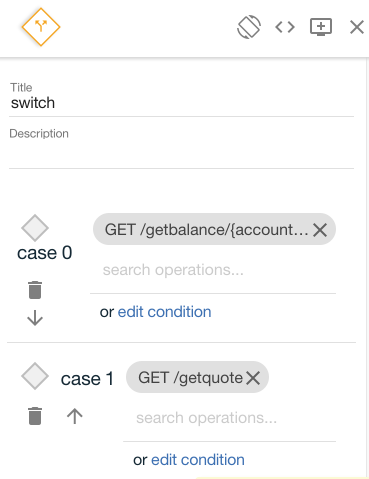 Title
switch
Description
case 0
GET /getbalance/{account...
search operations...
or edit condition
case 1
GET /getquote
search operations...
or edit condition